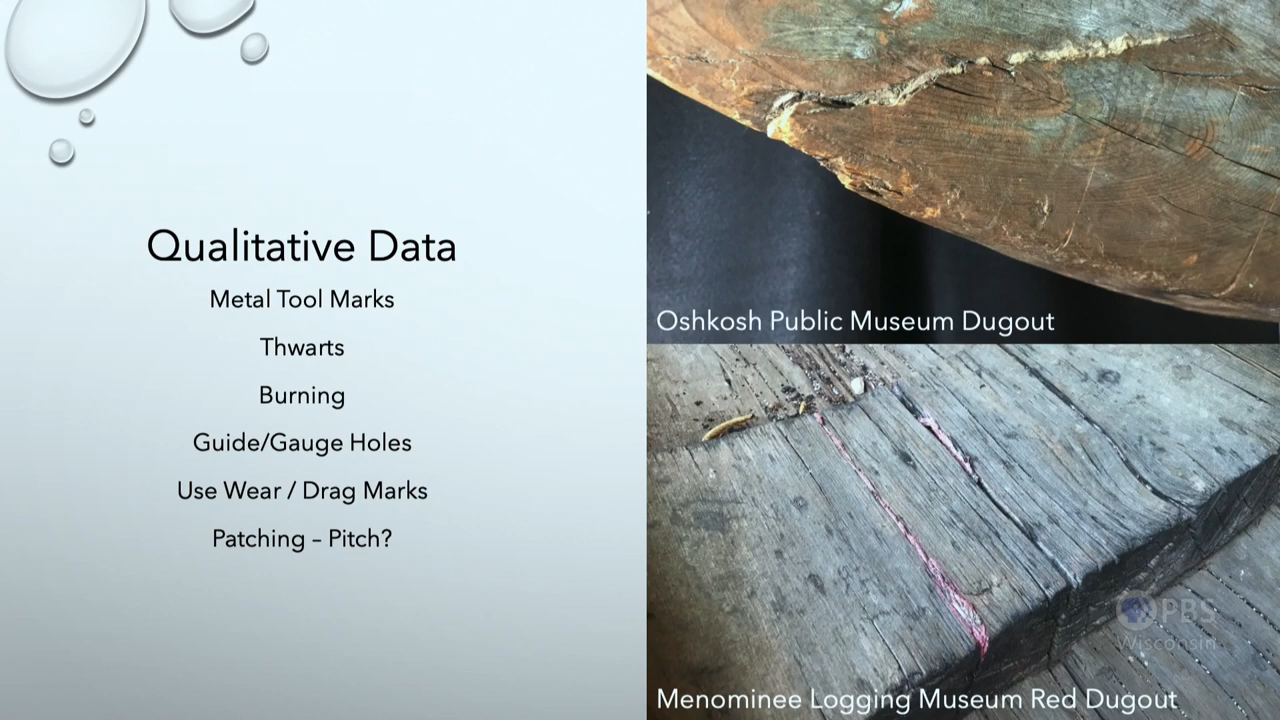 Qualitative Data
Metal Tool Marks
Thwarts
Burning
Guide/Gauge Holes
Use Wear / Drag Marks
Patching – Pitch?
Oshkosh Public Museum Dugout
PBS
Wisconsin
Menominee Logging Museum Red Dugout